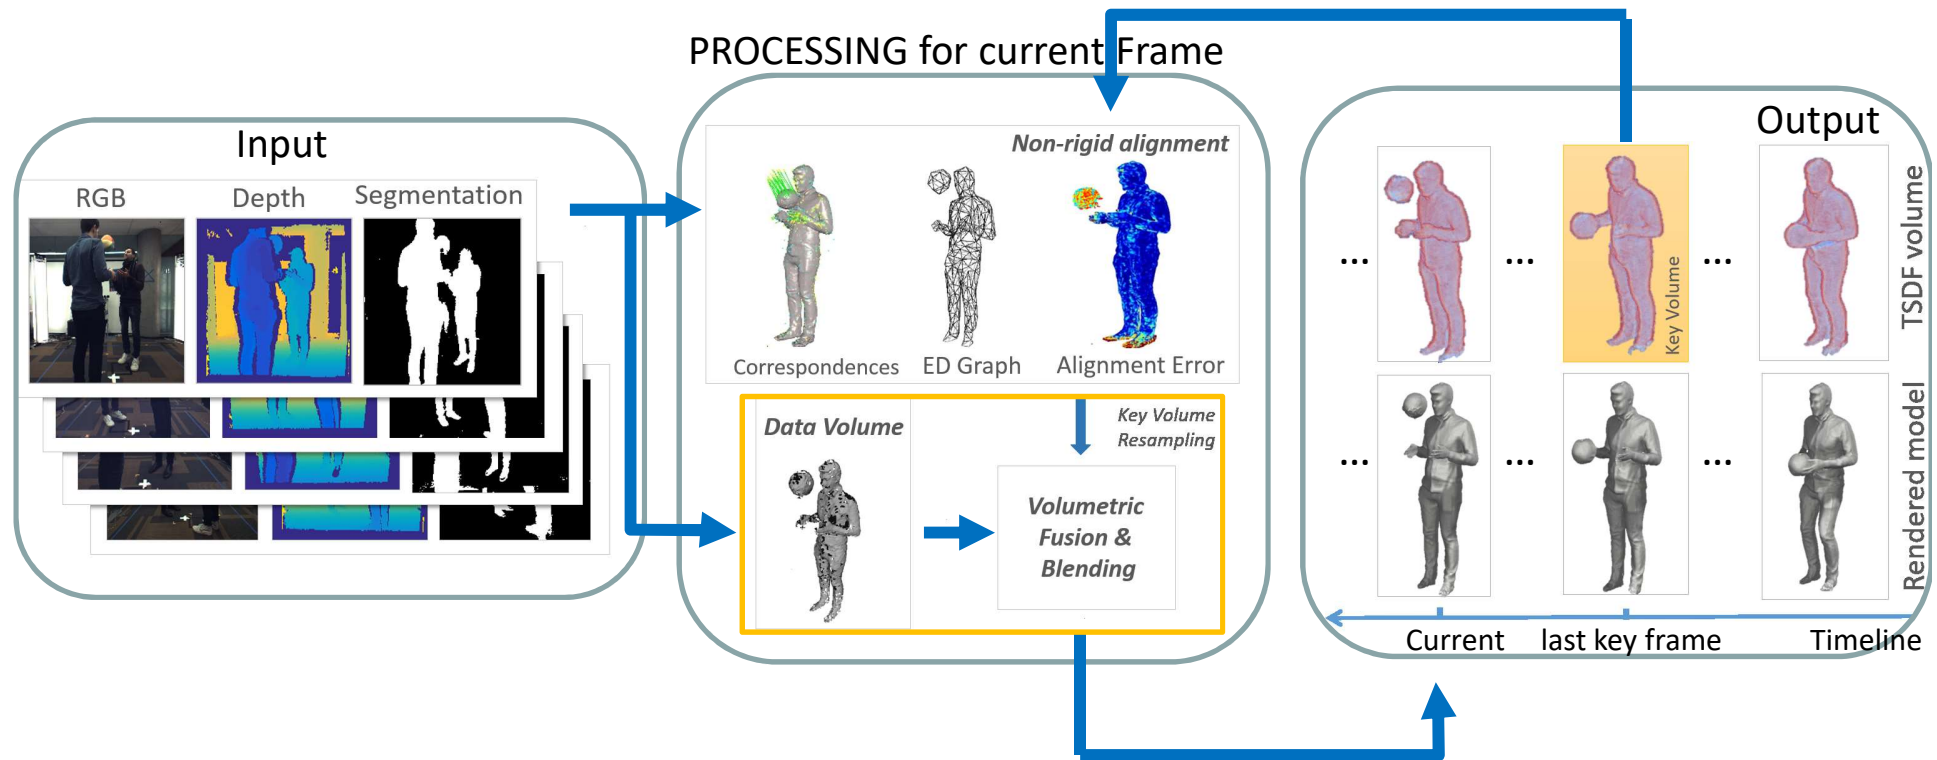 PROCESSING for current Frame
Input
RGB
Depth
Segmentation
Non-rigid alignment
Correspondences
ED Graph
Alignment Error
Data Volume
Key Volume
Resampling
Volumetric
Fusion &
Blending
Output
...
...
...
Key Volume
TSDF volume
...
...
...
Rendered model
Current
last key frame
Timeline